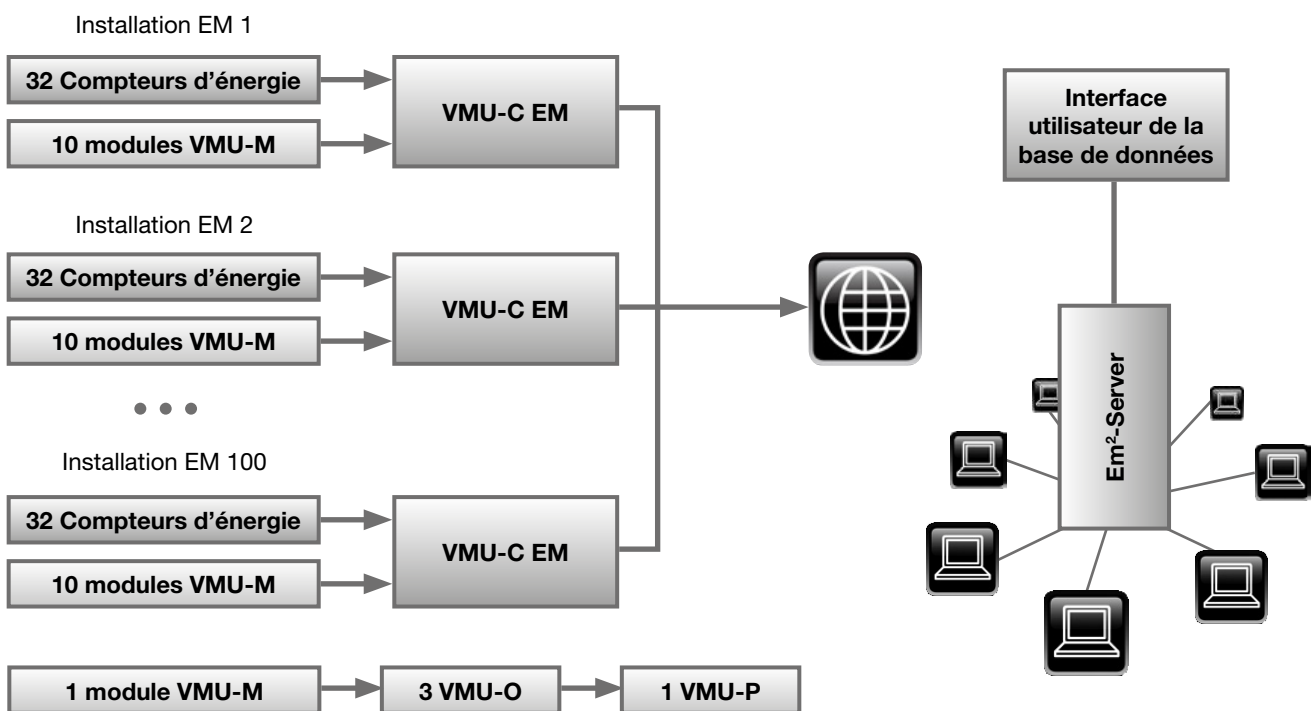 Installation EM 1
32 Compteurs d’énergie
10 modules VMU-M
VMU-C EM
Installation EM 2
32 Compteurs d’énergie
10 modules VMU-M
VMU-C EM
Installation EM 100
32 Compteurs d’énergie
10 modules VMU-M
VMU-C EM
1 module VMU-M
3 VMU-O
1 VMU-P
Interface
utilisateur de la
base de données
Em²-Server